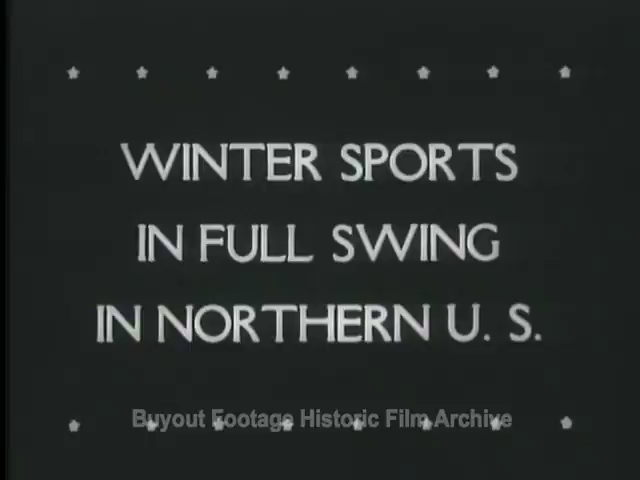 WINTER SPORTS
IN FULL SWING
IN NORTHERN U. S.
Buyout Footage Historic Film Archive